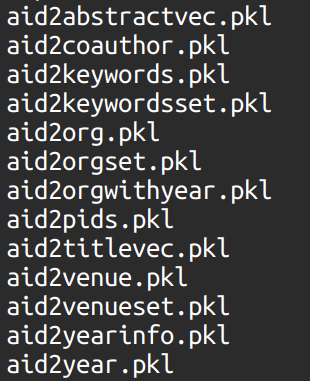 aid2abstractvec.pkl
aid2coauthor.pkl
aid2keywords.pkl
aid2keywordsset.pkl
aid2org.pkl
aid2orgset.pkl
aid2orgwithyear.pkl
aid2pids.pkl
aid2titlevec.pkl
aid2venue.pkl
aid2venueset.pkl
aid2yearinfo.pkl
aid2year.pkl